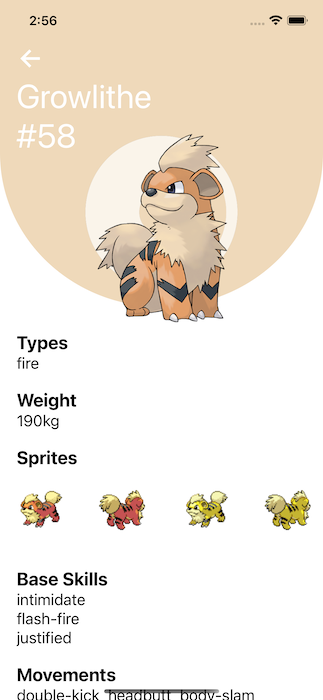 2:56
Growlithe
#58
Types
fire
Weight
190kg
Sprites
Base Skills
intimidate
flash-fire
justified
Movements
double-kick headbutt body-slam